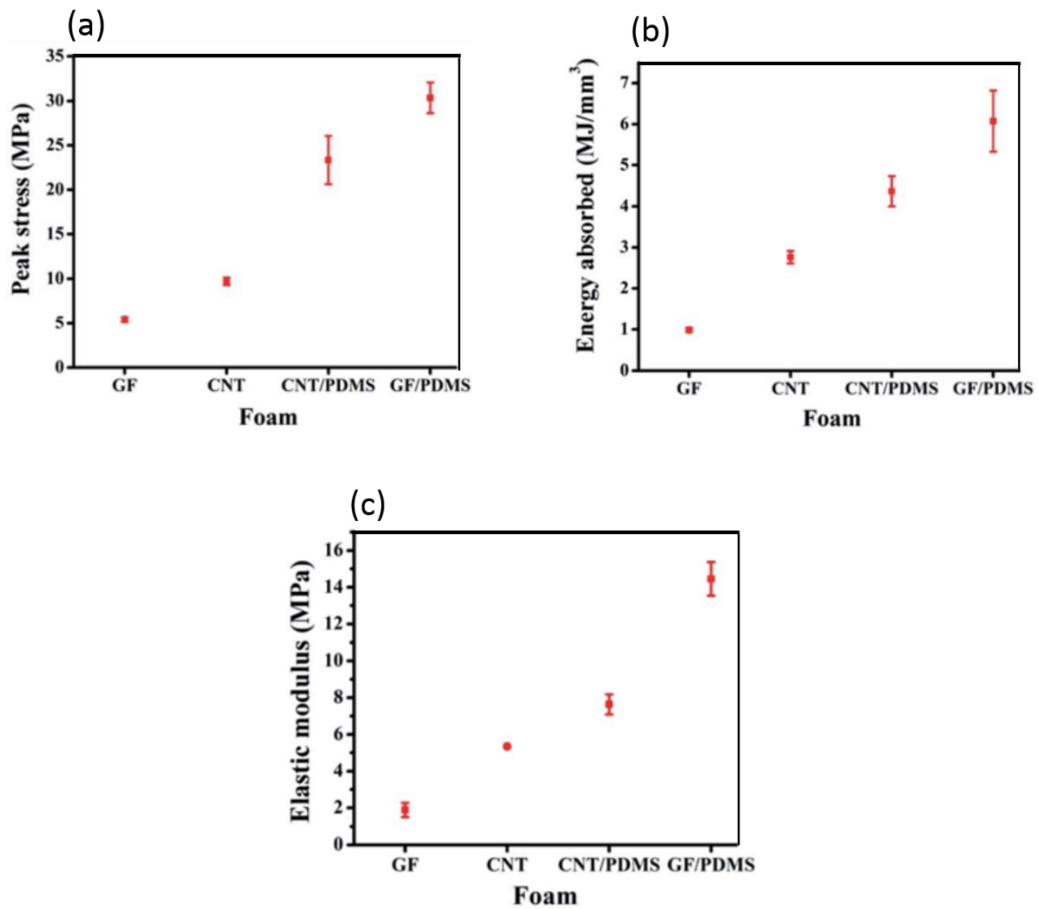 (a)
Peak stress (MPa)
35
30
25
20
15
10
5
0
GF CNT CNT/PDMS GF/PDMS
Foam
(b)
Energy absorbed (MJ/mm³)
7
6
5
4
3
2
1
0
GF CNT CNT/PDMS GF/PDMS
Foam
(c)
Elastic modulus (MPa)
16
14
12
10
8
6
4
2
0
GF CNT CNT/PDMS GF/PDMS
Foam